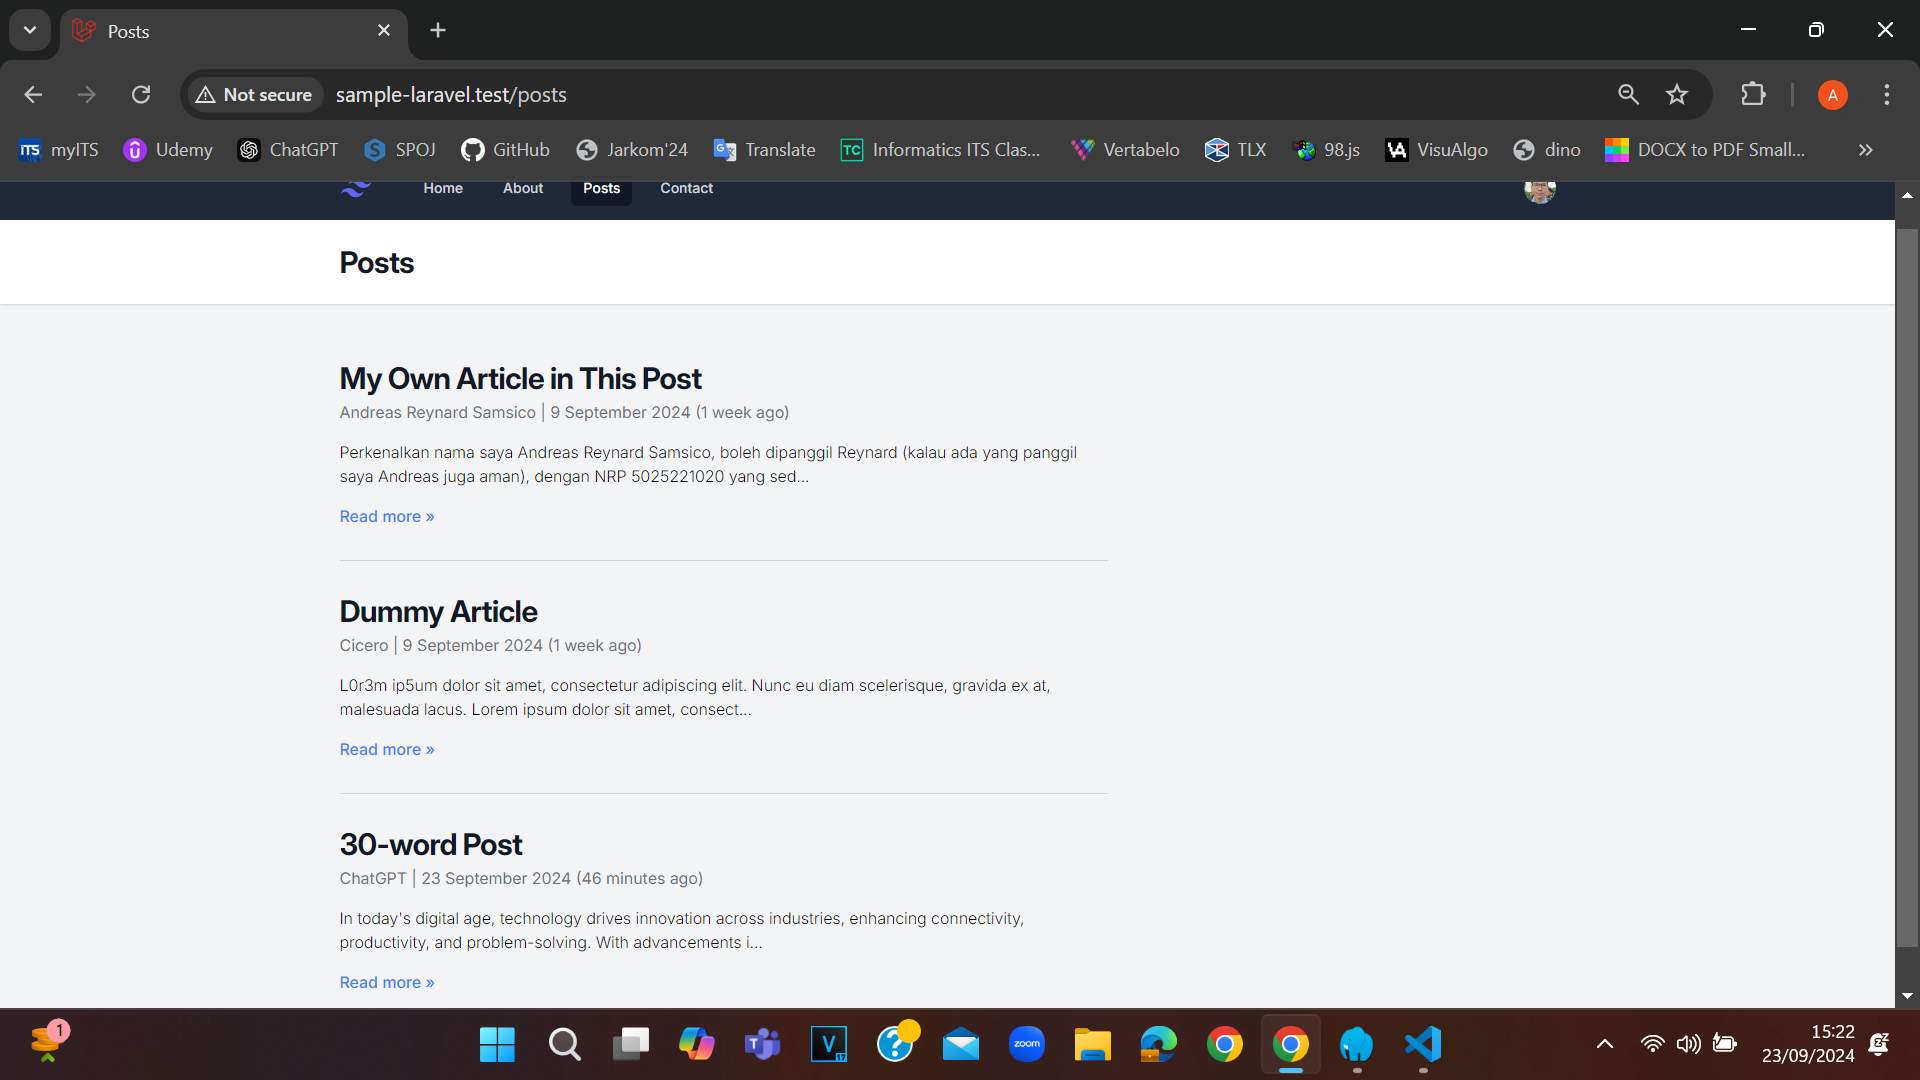 Posts
Not secure
sample-laravel.test/posts
A
ITS myITS
Udemy
ChatGPT
SPOJ
GitHub
Jarkom'24
Translate
TC Informatics ITS Clas...
Vertabelo
TLX
98.js
VA VisuAlgo
dino
DOCX to PDF Small...
Home
About
Posts
Contact
Posts
My Own Article in This Post
Andreas Reynard Samsico | 9 September 2024 (1 week ago)
Perkenalkan nama saya Andreas Reynard Samsico, boleh dipanggil Reynard (kalau ada yang panggil
saya Andreas juga aman), dengan NRP 5025221020 yang sed...
Read more »
Dummy Article
Cicero | 9 September 2024 (1 week ago)
L0r3m ip5um dolor sit amet, consectetur adipiscing elit. Nunc eu diam scelerisque, gravida ex at,
malesuada lacus. Lorem ipsum dolor sit amet, consect...
Read more »
30-word Post
ChatGPT | 23 September 2024 (46 minutes ago)
In today's digital age, technology drives innovation across industries, enhancing connectivity,
productivity, and problem-solving. With advancements i...
Read more »
1
T
V
17
?
zoom
15:22
23/09/2024